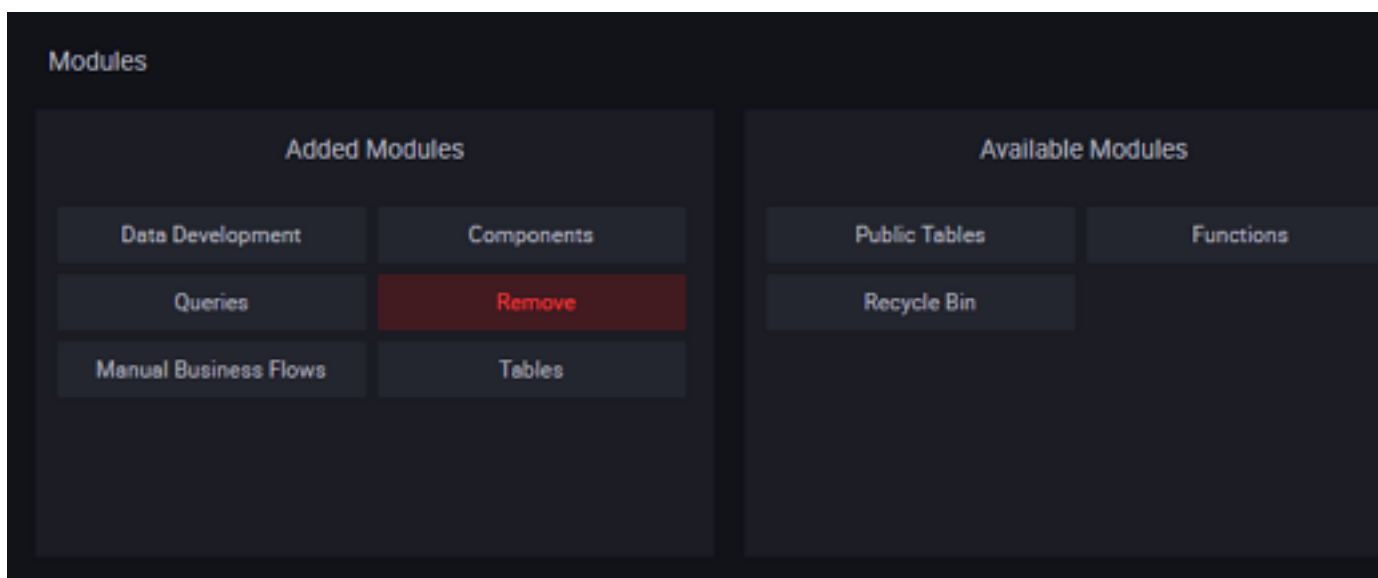 Modules
Added Modules
Data Development
Components
Queries
Remove
Manual Business Flows
Tables
Available Modules
Public Tables
Functions
Recycle Bin